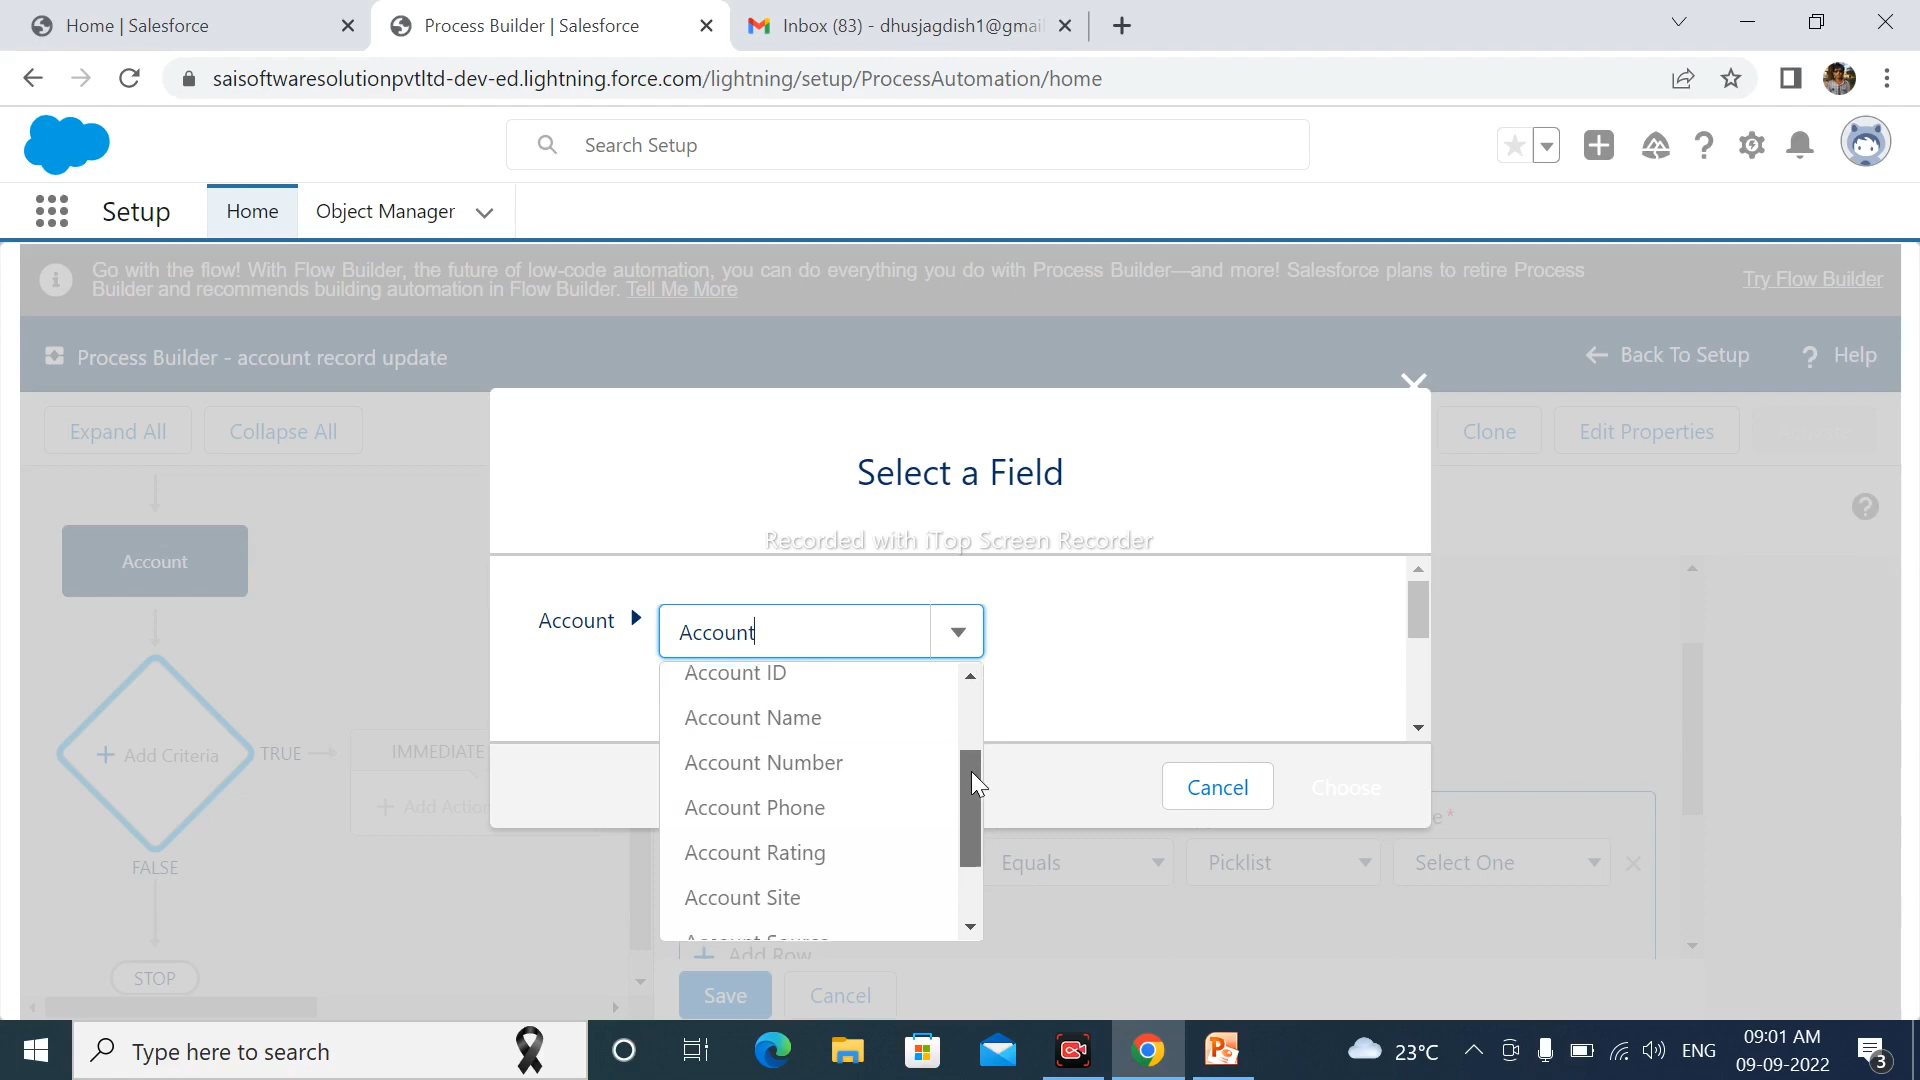 Home | Salesforce
Process Builder | Salesforce
Inbox (83) - dhusjagdish1@gmai
saisoftwaresolutionpvtltd-dev-ed.lightning.force.com/lightning/setup/ProcessAutomation/home
Search Setup
Setup
Home
Object Manager
Go with the flow! With Flow Builder, the future of low-code automation, you can do everything you do with Process Builder—and more! Salesforce plans to retire Process
Builder and recommends building automation in Flow Builder. Tell Me More
Try Flow Builder
Process Builder - account record update
Back To Setup
? Help
Expand All
Collapse All
Clone
Edit Properties
Select a Field
Recorded with iTop Screen Recorder
Account
Account
Account
Account ID
Account Name
Account Number
Account Phone
Account Rating
Account Site
Cancel
Choose
+ Add Criteria
TRUE
IMMEDIATE
+ Add Actio
FALSE
STOP
Equals
Picklist
Select One
+ Add Row
Save
Cancel
Type here to search
23°C
ENG
09:01 AM
09-09-2022
3